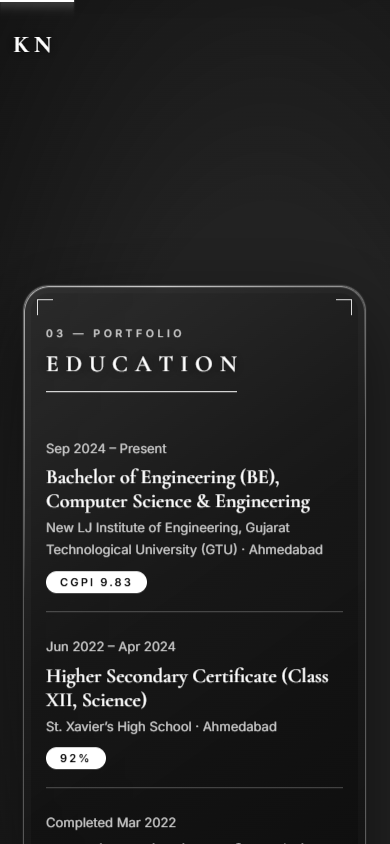 KN
03 — PORTFOLIO
EDUCATION
Sep 2024 – Present
Bachelor of Engineering (BE),
Computer Science & Engineering
New LJ Institute of Engineering, Gujarat
Technological University (GTU) · Ahmedabad
CGPI 9.83
Jun 2022 – Apr 2024
Higher Secondary Certificate (Class
XII, Science)
St. Xavier’s High School · Ahmedabad
92%
Completed Mar 2022